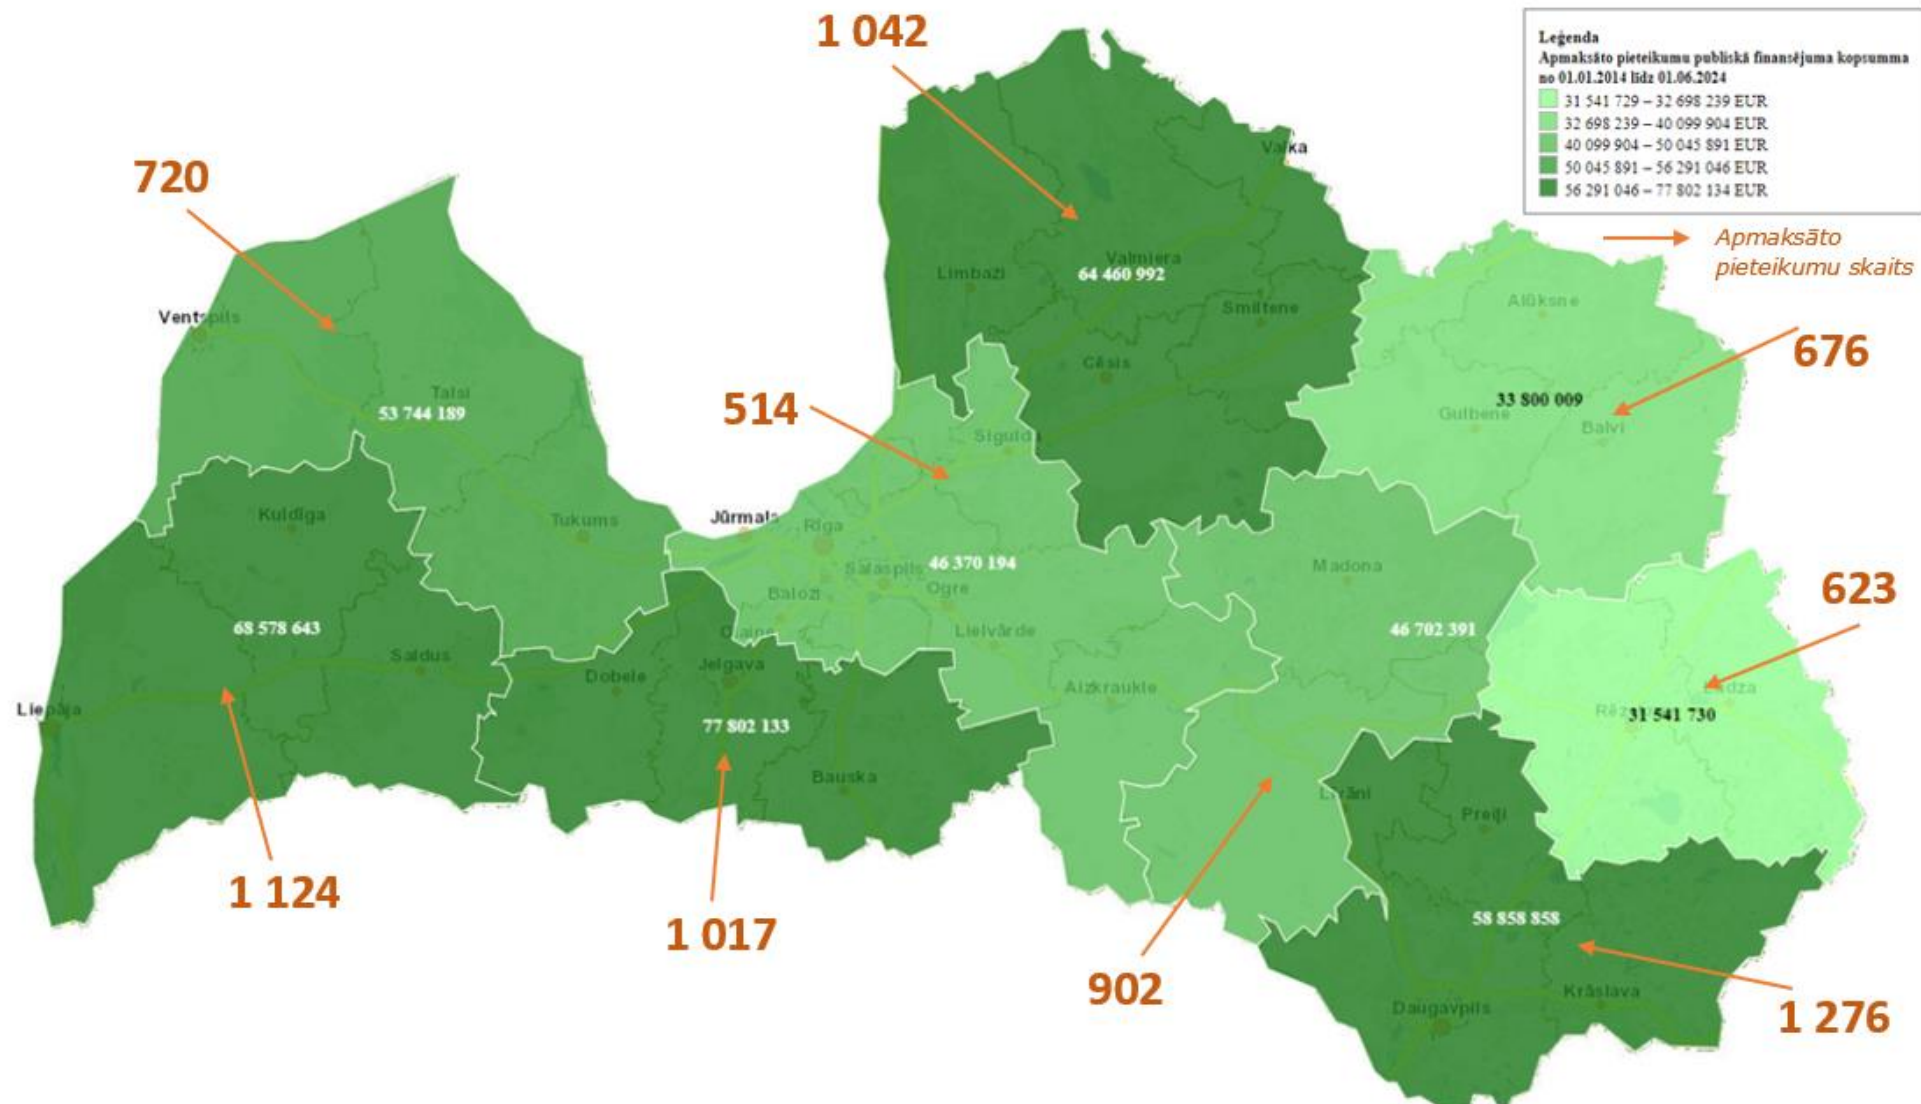 1 042
Leģenda
Apmaksāto pieteikumu publiskā finansējuma kopsumma
no 01.01.2014 līdz 01.06.2024
31 541 729 – 32 698 239 EUR
32 698 239 – 40 099 904 EUR
40 099 904 – 50 045 891 EUR
50 045 891 – 56 291 046 EUR
56 291 046 – 77 802 134 EUR
Apmaksāto
pieteikumu skaits
720
Valka
Valmiera
64 460 992
Limbaži
Smiltene
Cēsis
Alūksne
676
33 800 009
Gulbene
Balvi
Ventspils
Talsi
53 744 189
514
Sigulda
Kuldīga
Tukums
Jūrmala
Rīga
46 370 194
Salaspils
Ogre
Baloži
Lielvārde
Olaine
Madona
46 702 391
623
68 578 643
Saldus
Dobele
Jelgava
77 802 133
Bauska
Aizkraukle
Ludza
31 541 730
Liepāja
Līvāni
Preiļi
1 124
1 017
902
58 858 858
Daugavpils
Krāslava
1 276